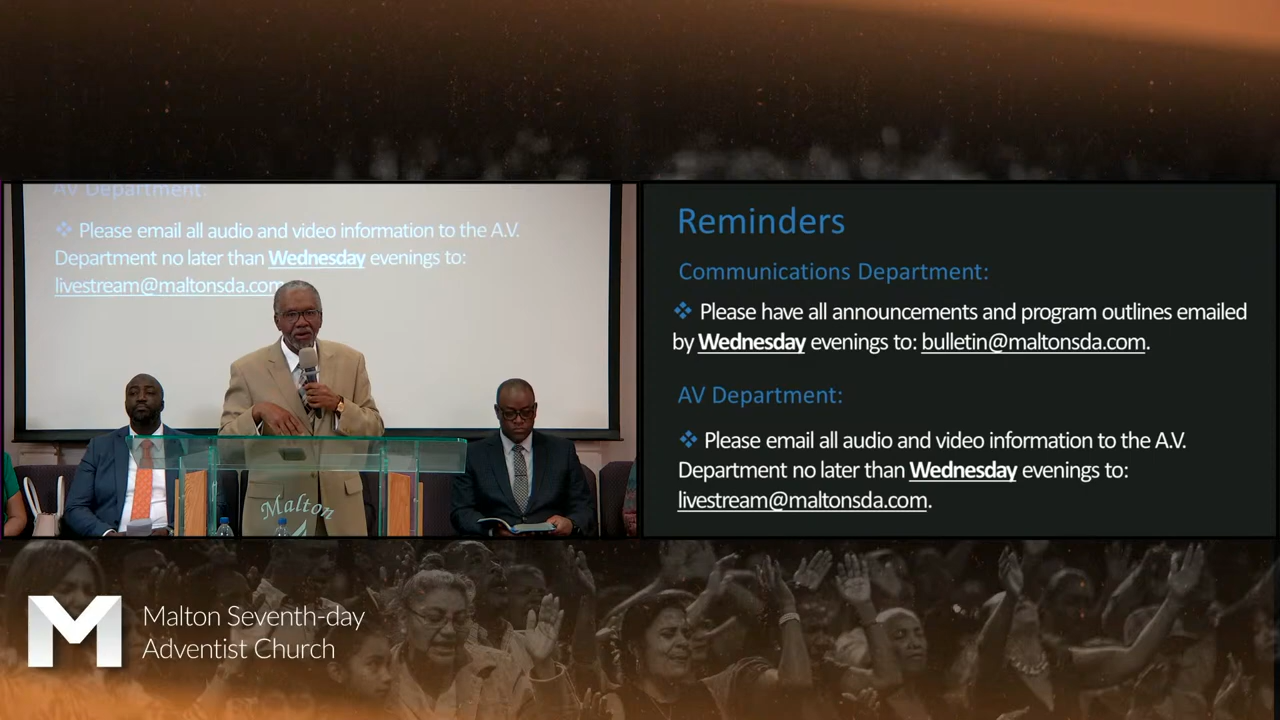 AV Department:
❖ Please email all audio and video information to the A.V.
Department no later than Wednesday evenings to:
livestream@maltonsda.com
Malton
Reminders
Communications Department:
❖ Please have all announcements and program outlines emailed
by Wednesday evenings to: bulletin@maltonsda.com.
AV Department:
❖ Please email all audio and video information to the A.V.
Department no later than Wednesday evenings to:
livestream@maltonsda.com.
M
Malton Seventh-day
Adventist Church